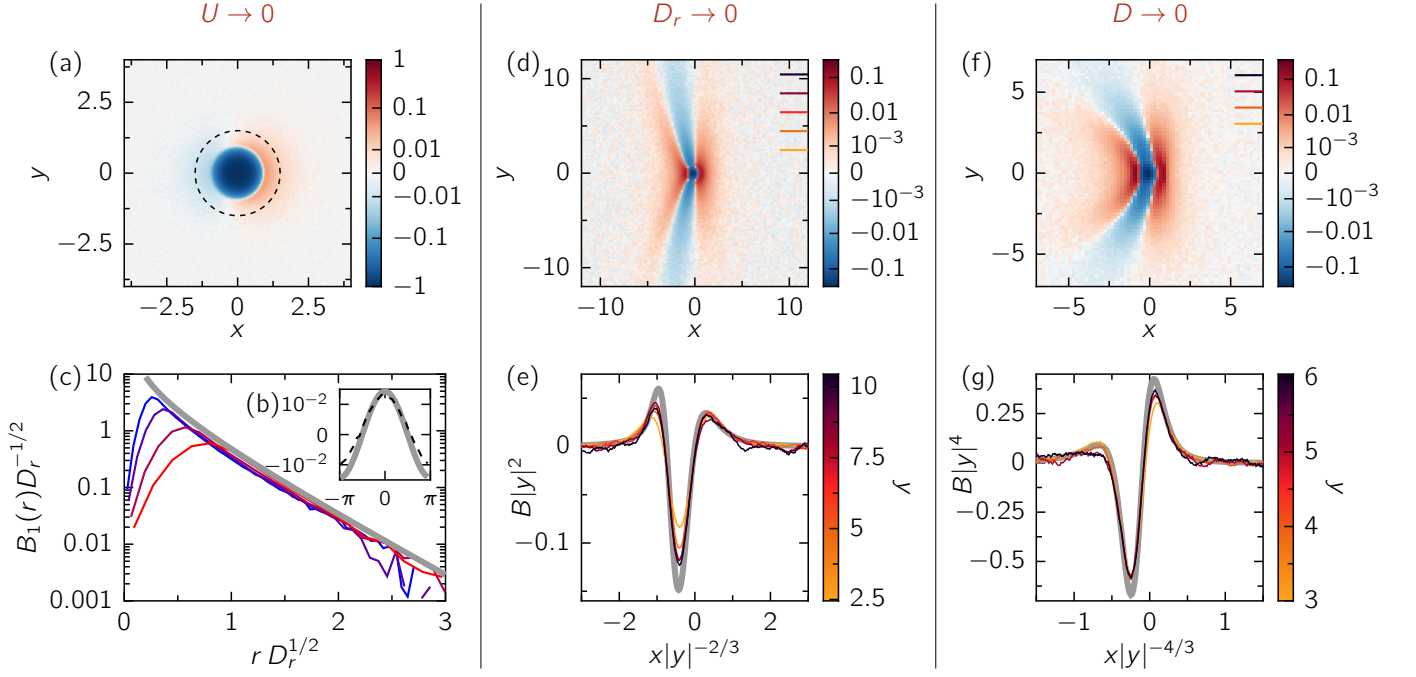 U → 0
(a)
y
2.5
0
−2.5
−2.5 0 2.5
x
1
0.1
0.01
0
−0.01
−0.1
−1
(c)
B₁(r)D_r^{−1/2}
10
1
0.1
0.01
0.001
0 1 2 3
r D_r^{1/2}
(b)
10⁻²
0
−10⁻²
−π 0 π
D_r → 0
(d)
y
10
5
0
−5
−10
−10 −5 0 5 10
x
0.1
0.01
10⁻³
0
−10⁻³
−0.01
−0.1
(e)
B|y|²
0
−0.1
−2 0 2
x|y|^{−2/3}
10
7.5
5
2.5
y
D → 0
(f)
y
5
0
−5
−5 0 5
x
0.1
0.01
10⁻³
0
−10⁻³
−0.01
−0.1
(g)
B|y|⁴
0.25
0
−0.25
−0.5
−1 0 1
x|y|^{−4/3}
6
5
4
3
y